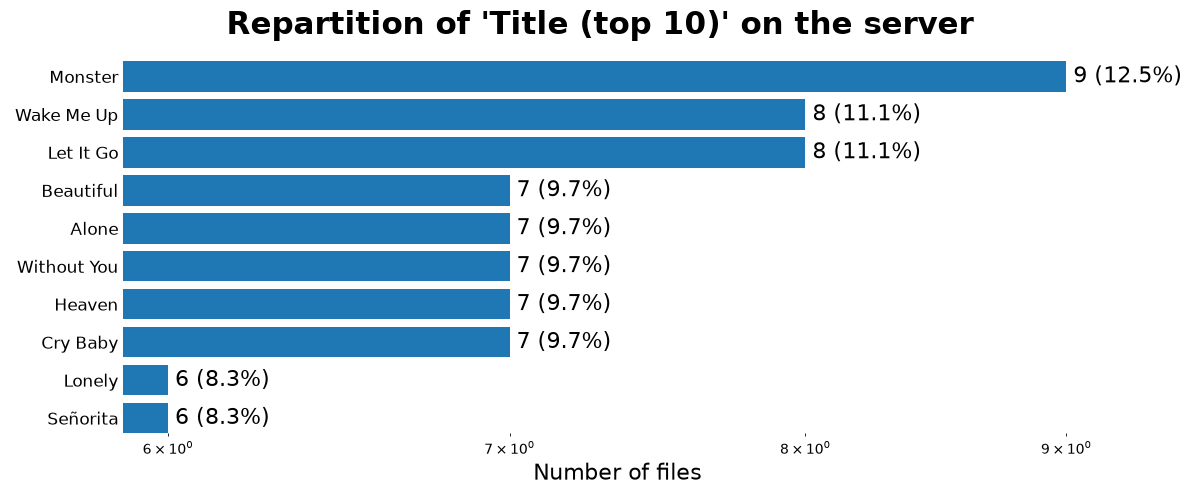 Repartition of 'Title (top 10)' on the server
Monster 9 (12.5%)
Wake Me Up 8 (11.1%)
Let It Go 8 (11.1%)
Beautiful 7 (9.7%)
Alone 7 (9.7%)
Without You 7 (9.7%)
Heaven 7 (9.7%)
Cry Baby 7 (9.7%)
Lonely 6 (8.3%)
Señorita 6 (8.3%)
6 × 10⁰ 7 × 10⁰ 8 × 10⁰ 9 × 10⁰
Number of files